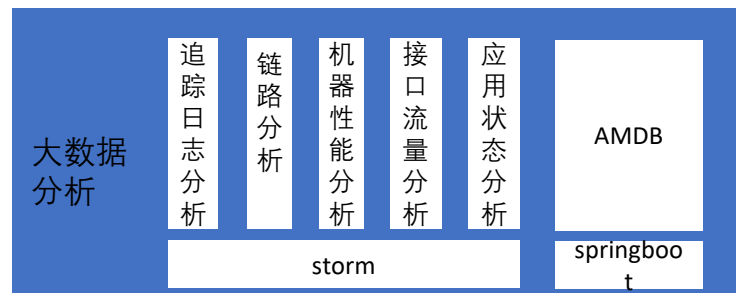 大数据
分析
追踪日志分析
链路分析
机器性能分析
接口流量分析
应用状态分析
AMDB
storm
springboo
t